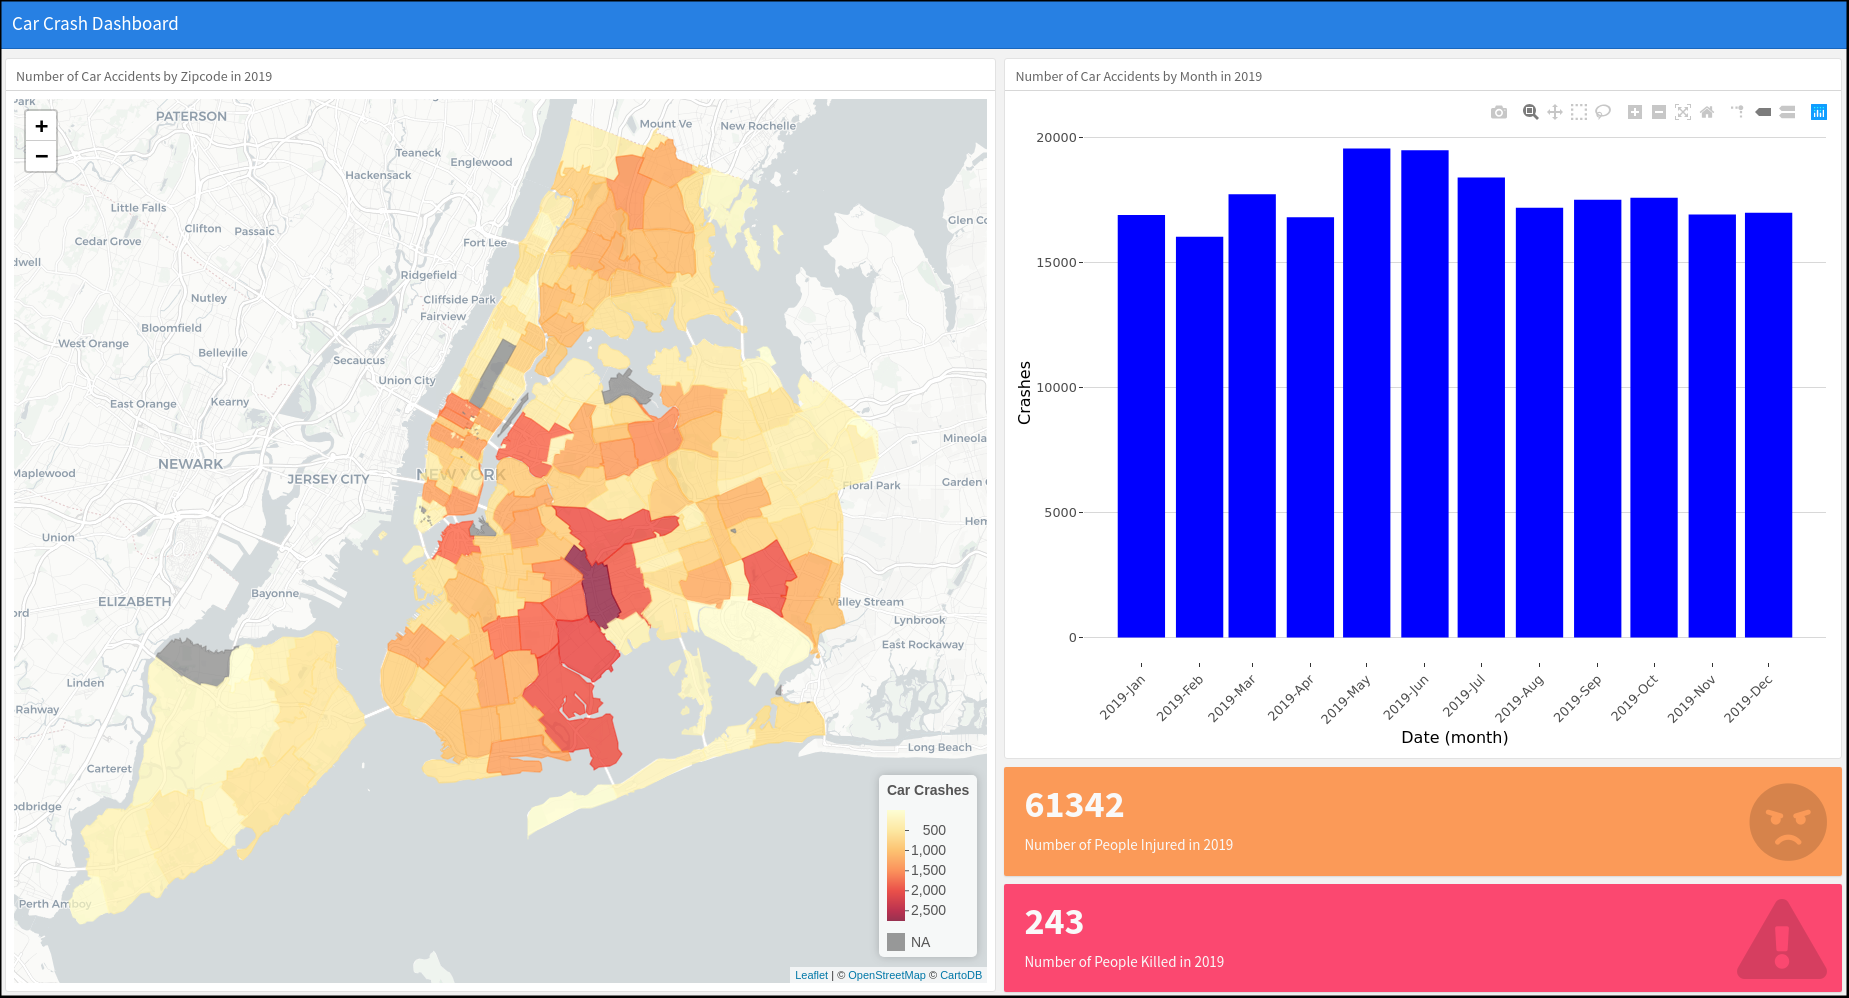 Car Crash Dashboard
Number of Car Accidents by Zipcode in 2019
+
−
Park
PATERSON
Mount Ve
New Rochelle
Teaneck
Englewood
Hackensack
Little Falls
Glen Co
Clifton
Passaic
Cedar Grove
Fort Lee
dwell
Ridgefield
Nutley
Cliffside Park
Fairview
Bloomfield
West Orange
Belleville
Secaucus
Union City
East Orange
Kearny
Mineola
NEWARK
Maplewood
JERSEY CITY
NEW YORK
Floral Park
Garden
Hem
Union
ELIZABETH
Bayonne
ord
Valley Stream
Lynbrook
East Rockaway
Linden
Rahway
Long Beach
Carteret
odbridge
Perth Amboy
Car Crashes
500
1,000
1,500
2,000
2,500
NA
Leaflet | © OpenStreetMap © CartoDB
Number of Car Accidents by Month in 2019
20000
15000
10000
5000
0
Crashes
2019-Jan
2019-Feb
2019-Mar
2019-Apr
2019-May
2019-Jun
2019-Jul
2019-Aug
2019-Sep
2019-Oct
2019-Nov
2019-Dec
Date (month)
61342
Number of People Injured in 2019
243
Number of People Killed in 2019